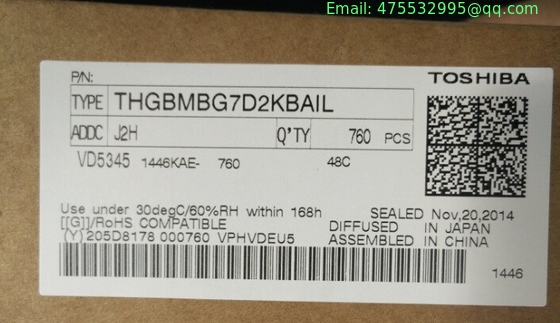 Email: 475532995@qq.com
P/N:
TOSHIBA
TYPE THGBMBG7D2KBAIL
ADDC J2H Q'TY 760 PCS
VD5345 1446KAE- 760 48C
Use under 30degC/60%RH within 168h SEALED Nov,20,2014
[[G]]/RoHS COMPATIBLE DIFFUSED IN JAPAN
(Y)205D8178 000760 VPHVDEU5 ASSEMBLED IN CHINA
1446